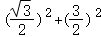 (√3/2)² + (3/2)²